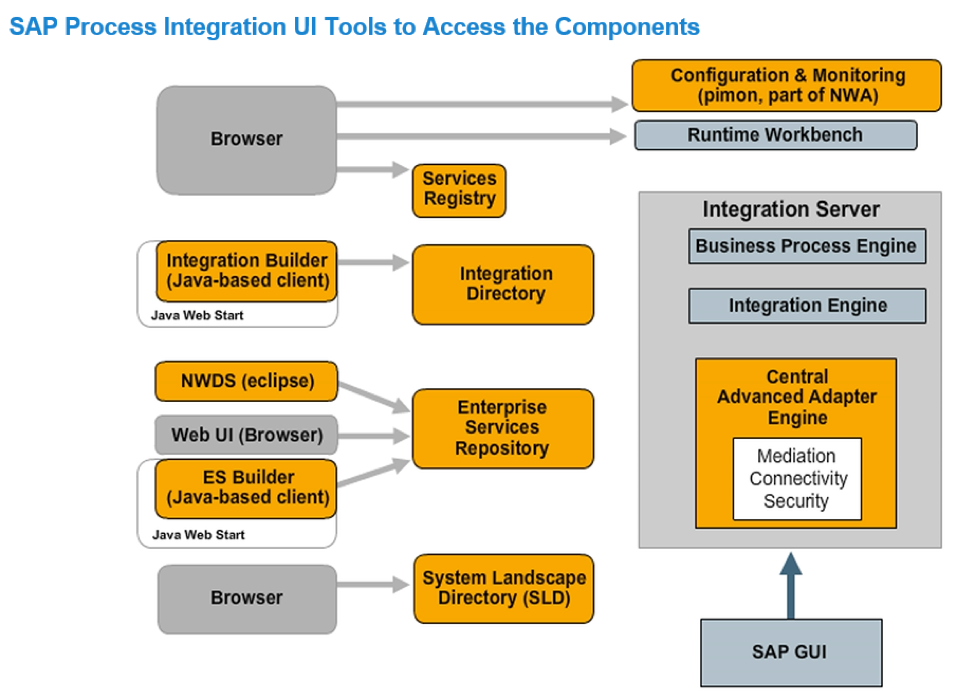 SAP Process Integration UI Tools to Access the Components
Browser
Configuration & Monitoring
(pimon, part of NWA)
Runtime Workbench
Services
Registry
Integration Builder
(Java-based client)
Java Web Start
Integration
Directory
NWDS (eclipse)
Web UI (Browser)
ES Builder
(Java-based client)
Java Web Start
Enterprise
Services
Repository
Browser
System Landscape
Directory (SLD)
Integration Server
Business Process Engine
Integration Engine
Central
Advanced Adapter
Engine
Mediation
Connectivity
Security
SAP GUI